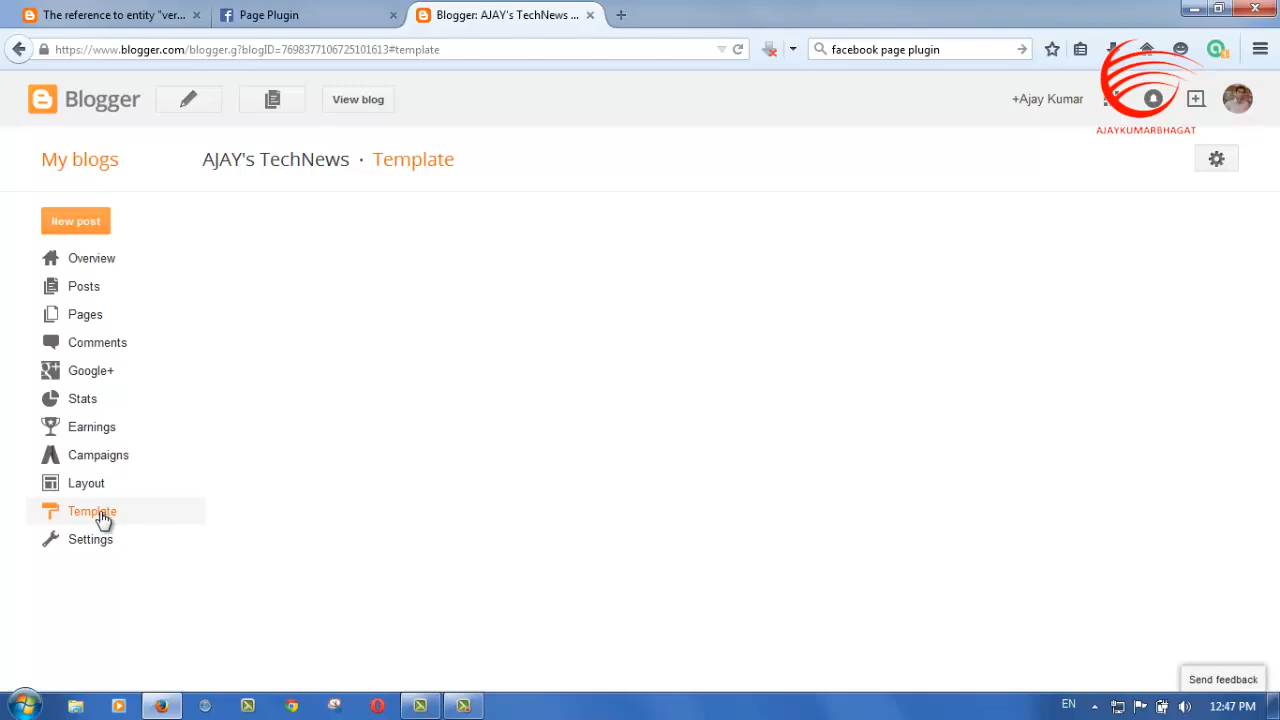 The reference to entity "ver...
Page Plugin
Blogger: AJAY's TechNews ...
https://www.blogger.com/blogger.g?blogID=7698377106725101613#template
facebook page plugin
Blogger
View blog
+Ajay Kumar
AJAYKUMARBHAGAT
My blogs
AJAY's TechNews · Template
New post
Overview
Posts
Pages
Comments
Google+
Stats
Earnings
Campaigns
Layout
Template
Settings
Send feedback
EN
12:47 PM